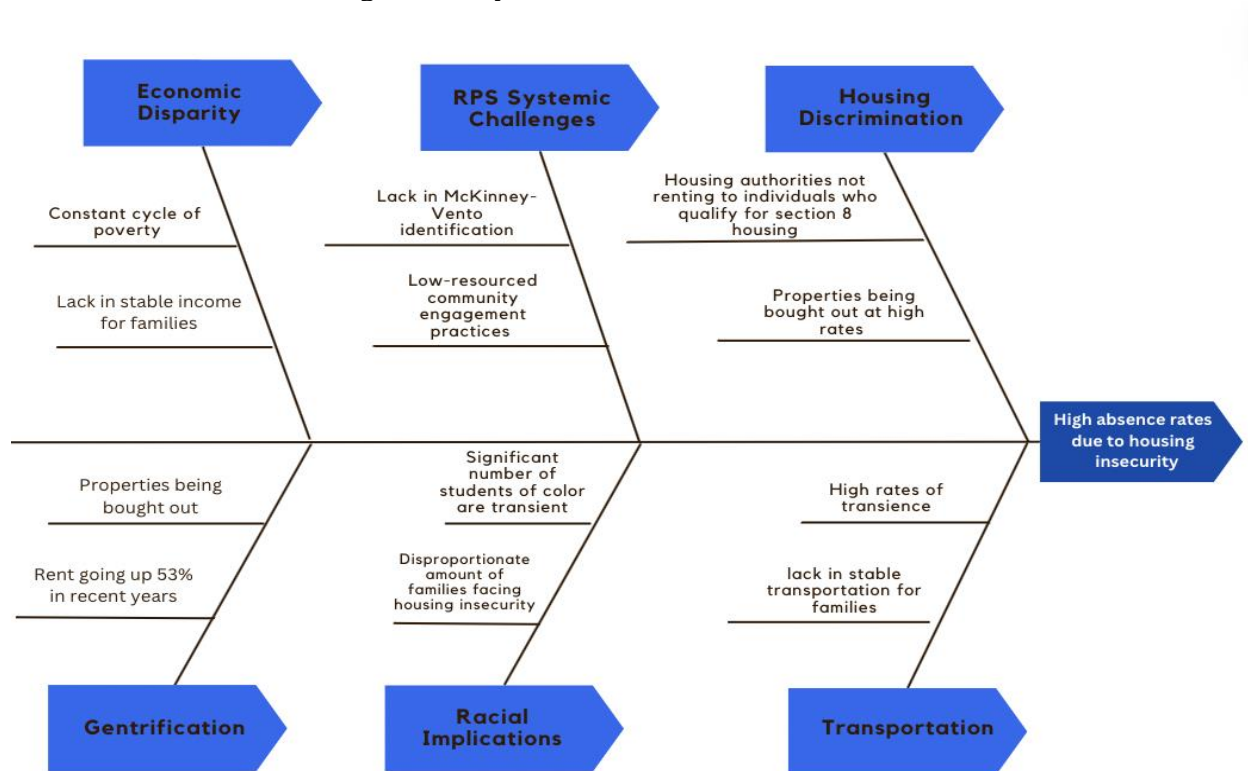 Economic
Disparity
RPS Systemic
Challenges
Housing
Discrimination
Constant cycle of
poverty
Lack in stable income
for families
Lack in McKinney-
Vento
identification
Low-resourced
community
engagement
practices
Housing authorities not
renting to individuals who
qualify for section 8
housing
Properties being
bought out at high
rates
High absence rates
due to housing
insecurity
Properties being
bought out
Rent going up 53%
in recent years
Significant
number of
students of color
are transient
Disproportionate
amount of
families facing
housing insecurity
High rates of
transience
lack in stable
transportation for
families
Gentrification
Racial
Implications
Transportation